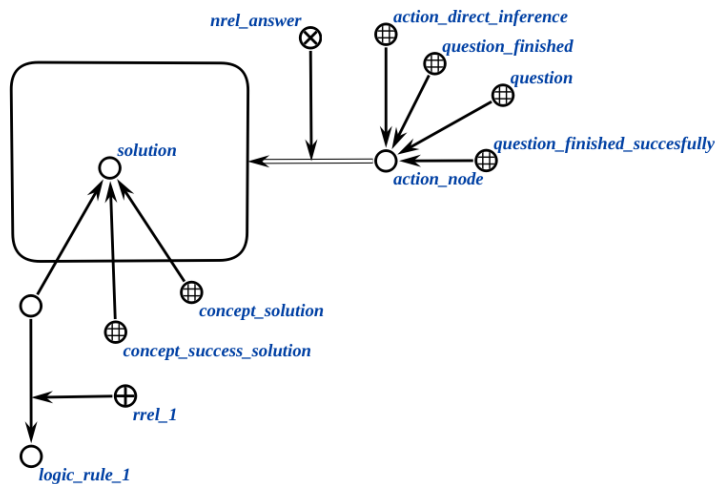 nrel_answer
action_direct_inference
question_finished
question
solution
question_finished_succesfully
action_node
concept_solution
concept_success_solution
rrel_1
logic_rule_1